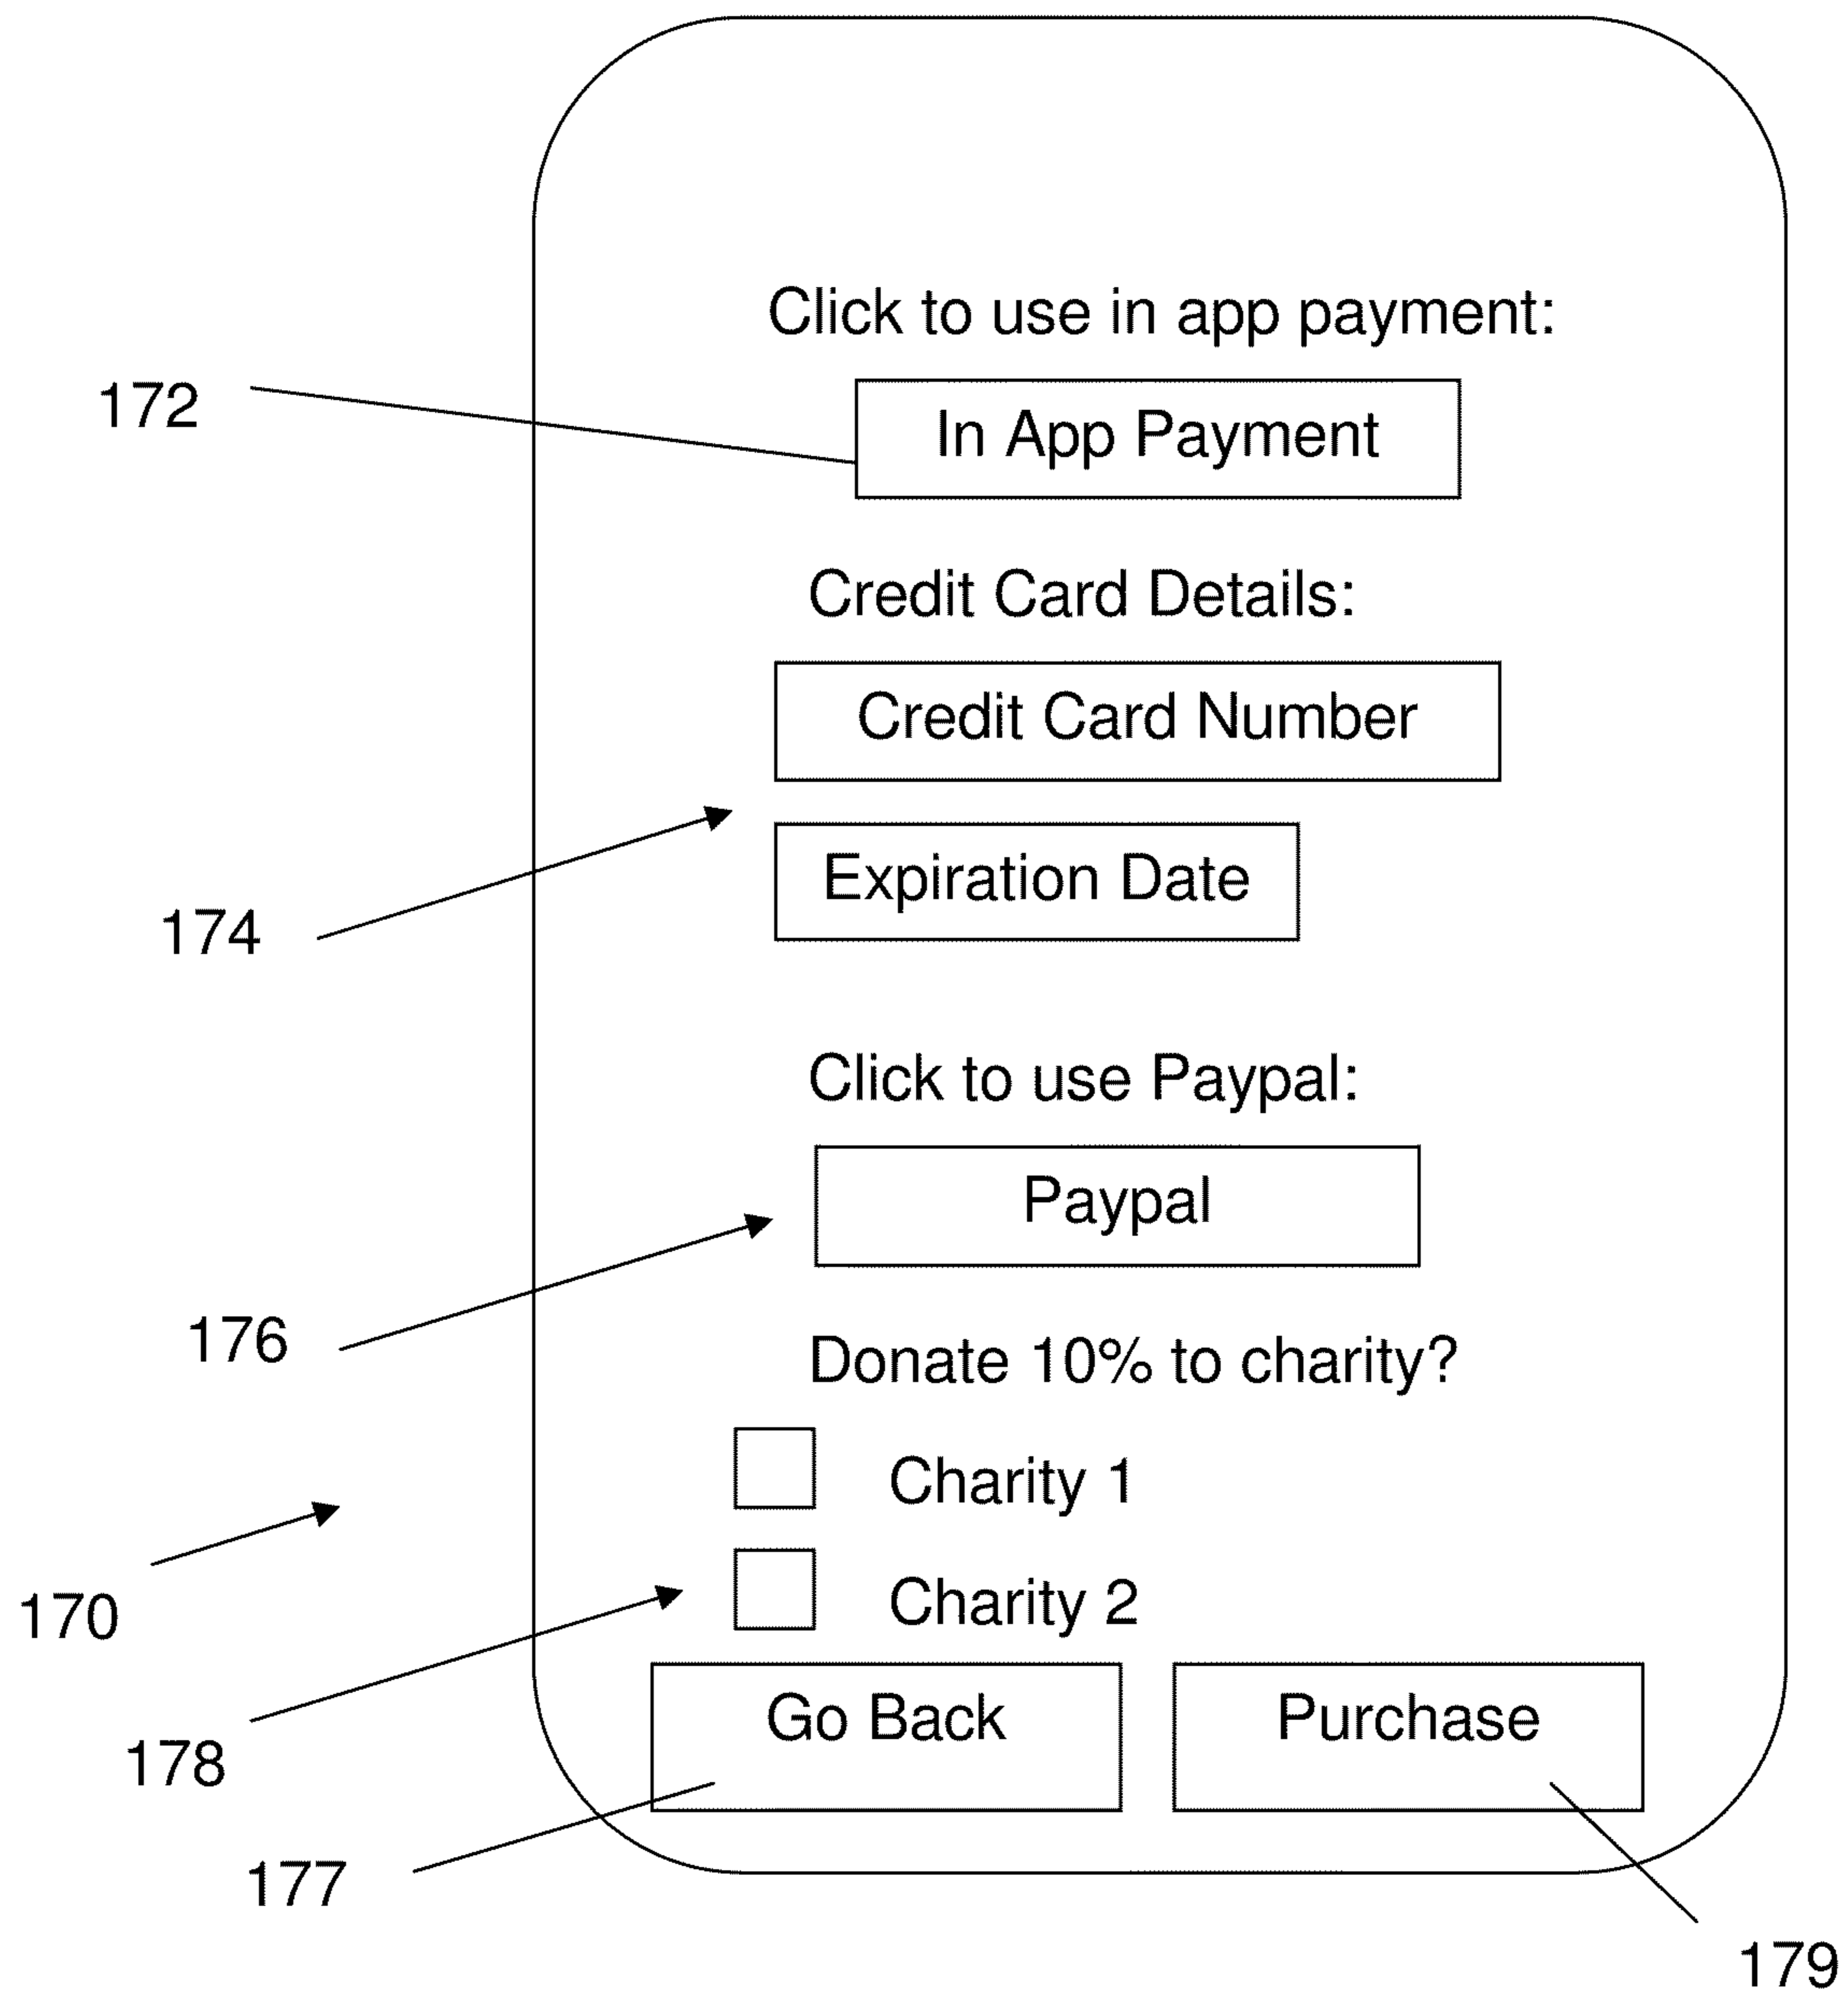 Click to use in app payment:
172
In App Payment
Credit Card Details:
Credit Card Number
Expiration Date
174
Click to use Paypal:
Paypal
176
Donate 10% to charity?
Charity 1
170
Charity 2
Go Back
Purchase
178
177
179